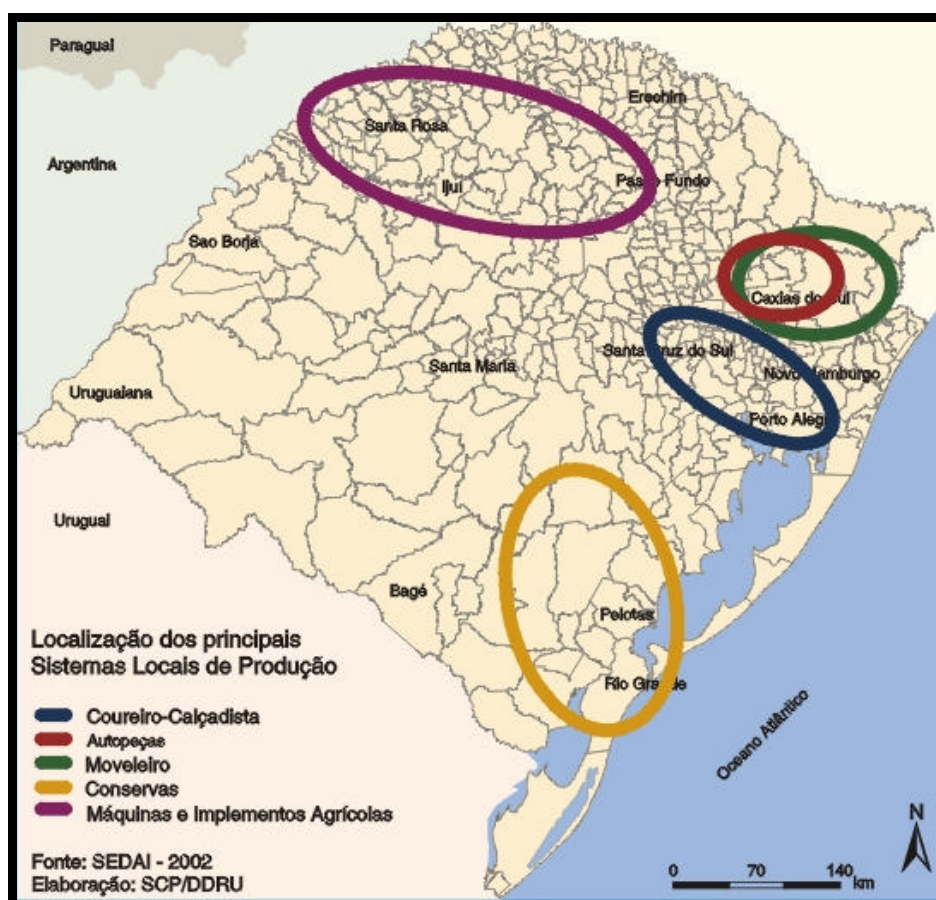 Paraguai
Argentina
Erechim
Santa Rosa
Ijuí
Passo Fundo
Sao Borja
Caxias do Sul
Santa Cruz do Sul
Santa Maria
Novo Hamburgo
Uruguaiana
Porto Alegre
Uruguai
Bagé
Pelotas
Rio Grande
Oceano Atlântico
Localização dos principais
Sistemas Locais de Produção
Coureiro-Calçadista
Autopeças
Moveleiro
Conservas
Máquinas e Implementos Agrícolas
Fonte: SEDAI - 2002
Elaboração: SCP/DDRU
N
0 70 140
km